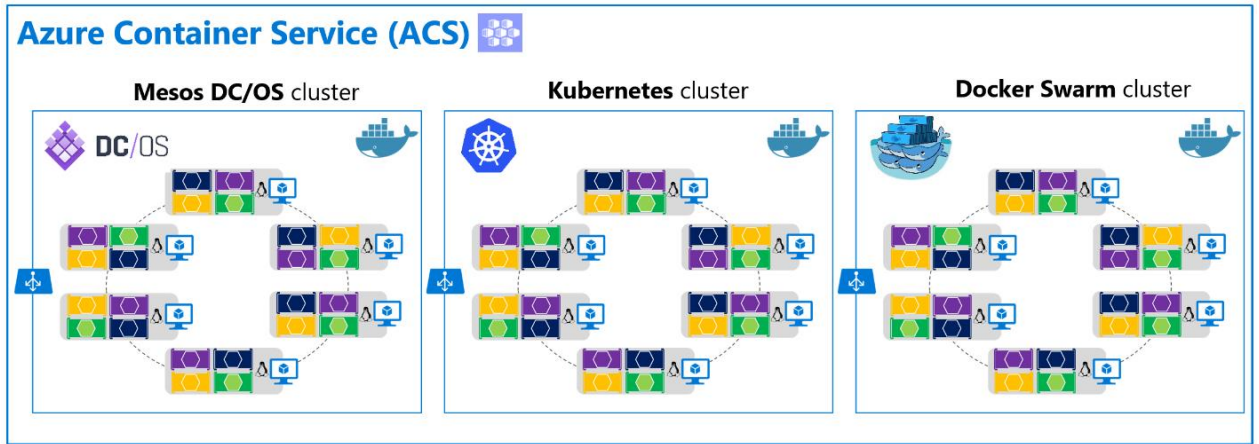 Azure Container Service (ACS)
Mesos DC/OS cluster
Kubernetes cluster
Docker Swarm cluster
DC/OS